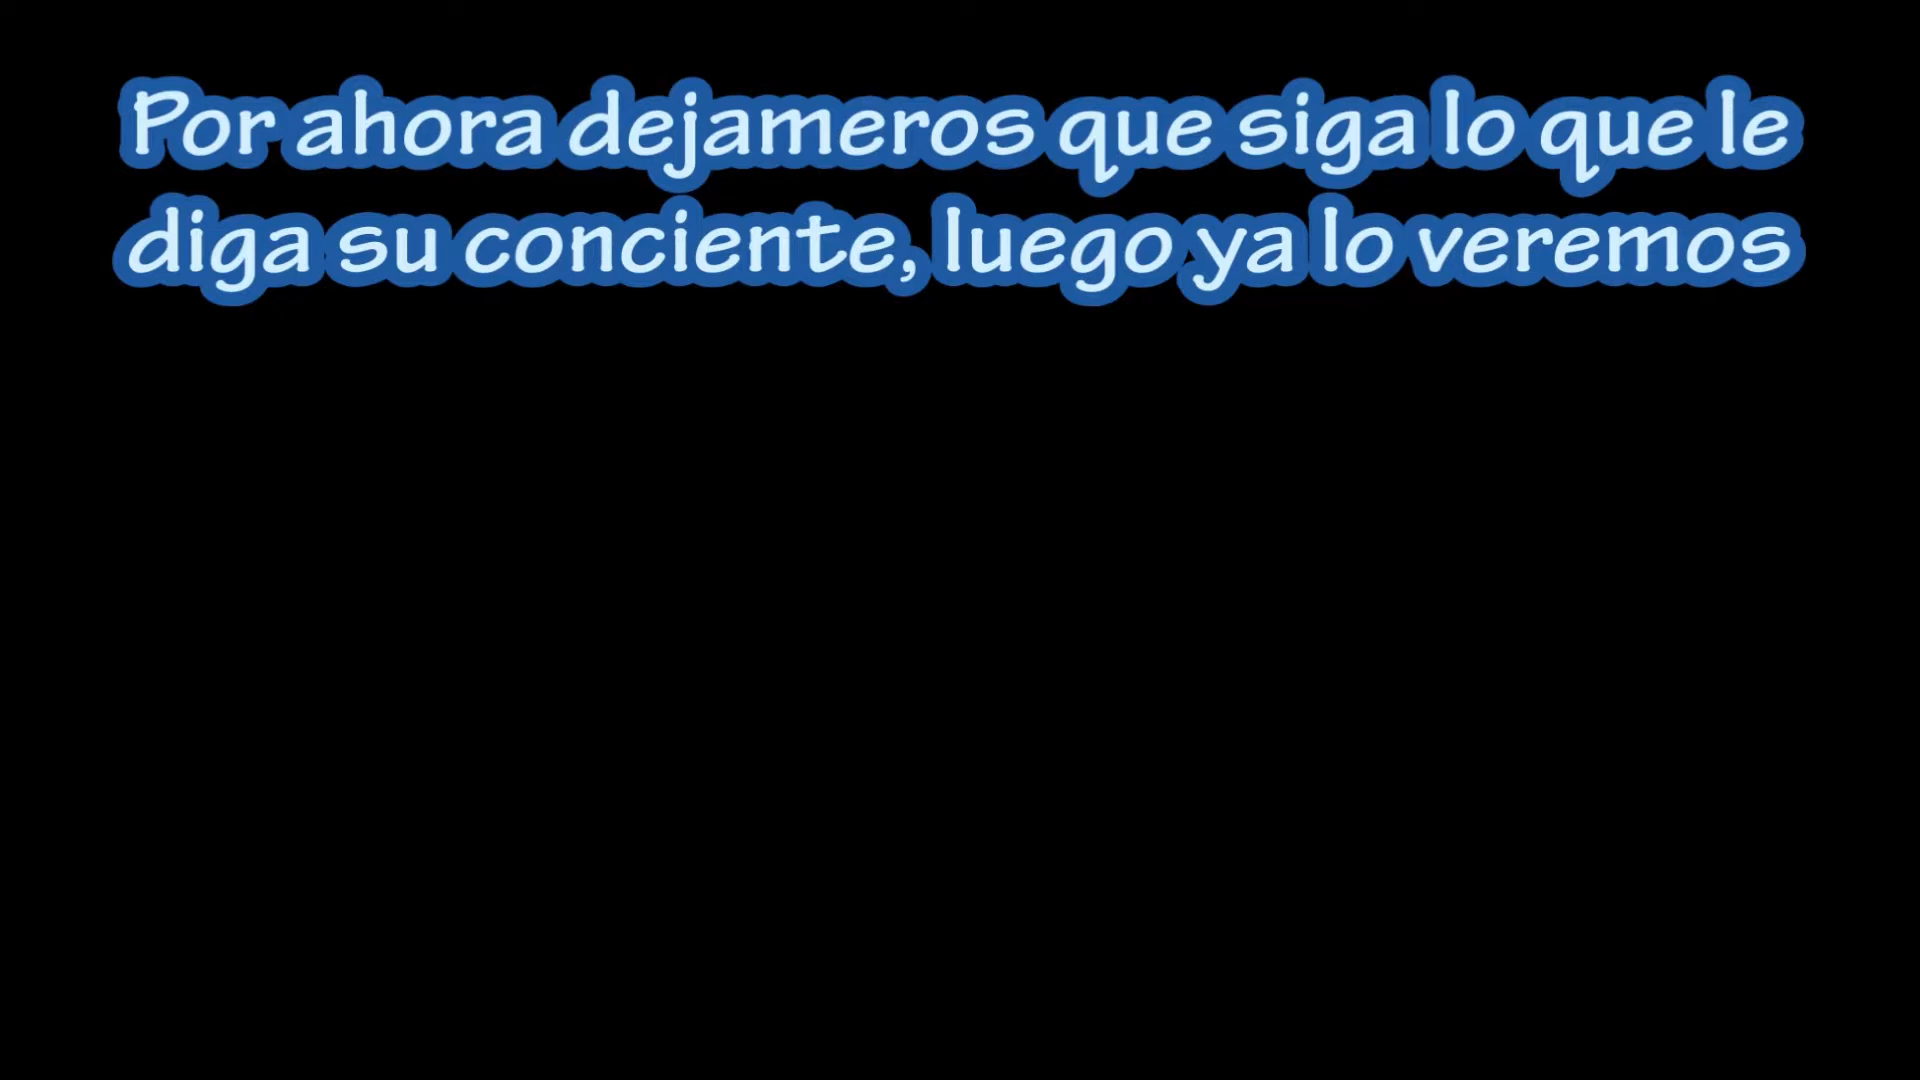 Por ahora dejameros que siga lo que le
diga su conciente, luego ya lo veremos